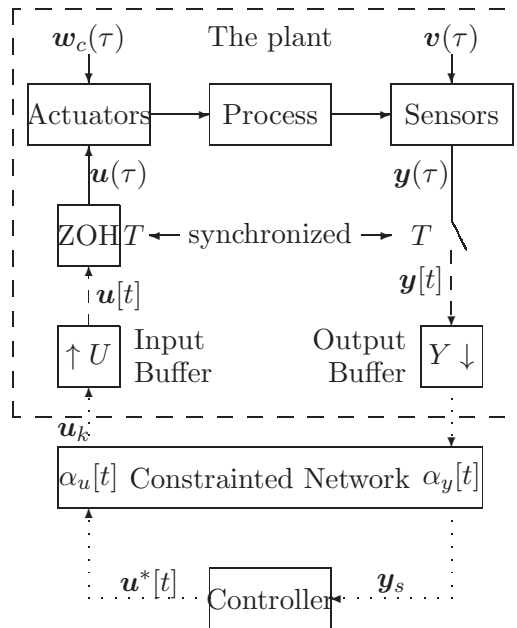 w_c(τ) The plant v(τ)
Actuators Process Sensors
u(τ) y(τ)
ZOH T synchronized T
u[t] y[t]
↑ U Input Buffer Output Buffer Y ↓
u_k
α_u[t] Constrainted Network α_y[t]
u*[t] y_s
Controller